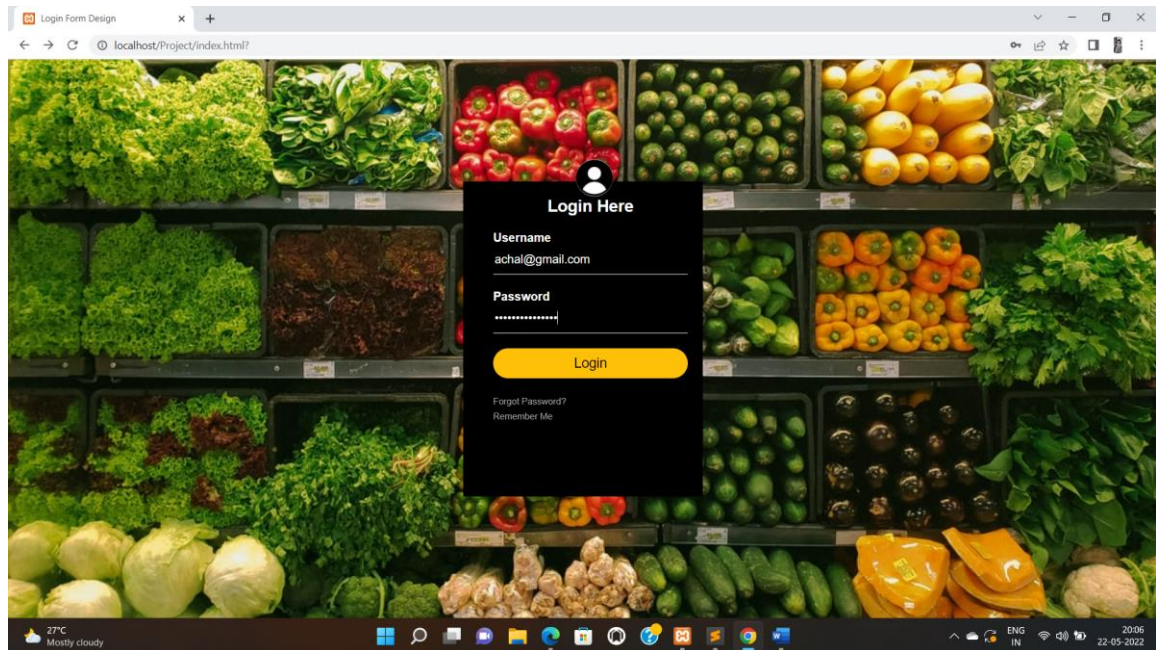 Login Form Design
localhost/Project/index.html?
Login Here
Username
achal@gmail.com
Password
•••••••••••••••
Login
Forgot Password?
Remember Me
27°C
Mostly cloudy
ENG
IN
20:06
22-05-2022